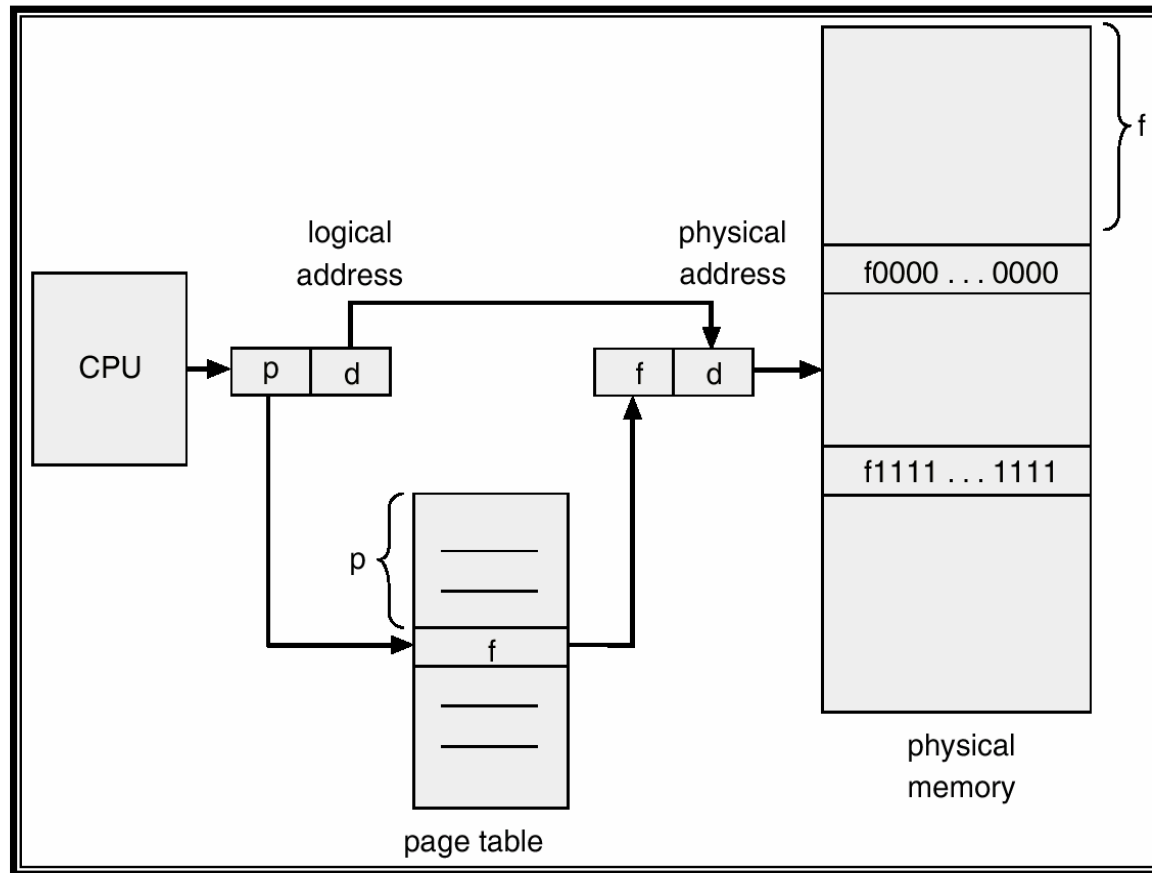 logical
address
physical
address
f
f0000 . . . 0000
CPU
p
d
f
d
f1111 . . . 1111
p
f
physical
memory
page table